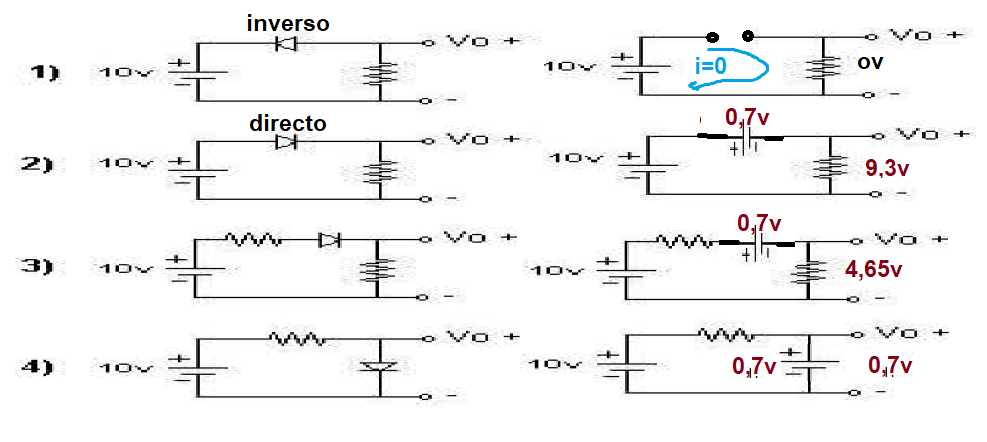 inverso
1) 10v + - Vo + -
10v + - i=0 Vo + 0v -
directo
2) 10v + - Vo + -
0,7v
10v + - + - Vo + 9,3v -
3) 10v + - Vo + -
0,7v
10v + - + - Vo + 4,65v -
4) 10v + - Vo + -
10v + - 0,7v + - Vo + 0,7v -